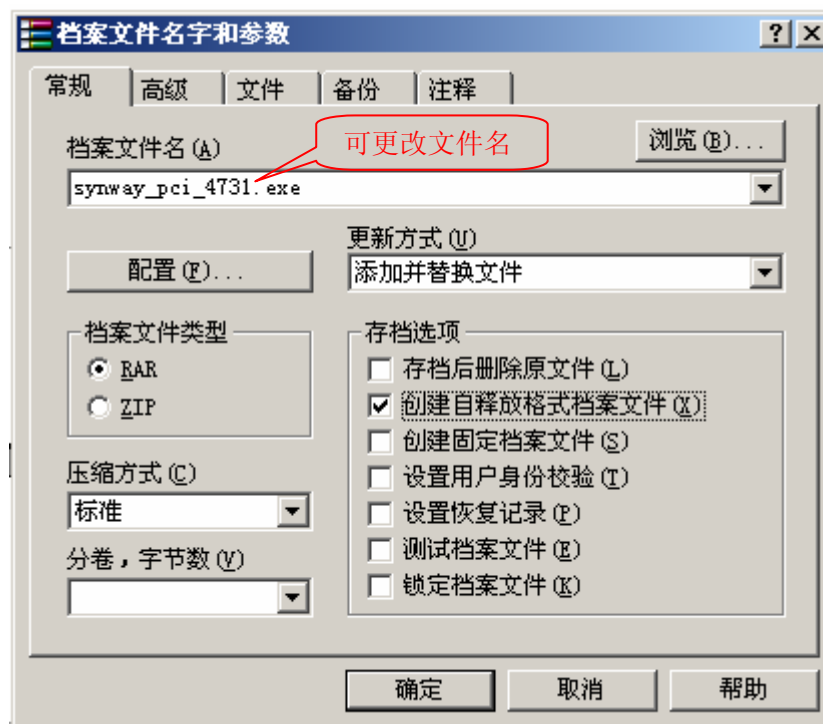 档案文件名字和参数
常规 高级 文件 备份 注释
档案文件名(A)
可更改文件名
浏览(B)...
synway_pci_4731.exe
配置(F)...
更新方式(U)
添加并替换文件
档案文件类型
RAR
ZIP
压缩方式(C)
标准
分卷，字节数(V)
存档选项
存档后删除原文件(L)
创建自释放格式档案文件(X)
创建固定档案文件(S)
设置用户身份校验(T)
设置恢复记录(P)
测试档案文件(E)
锁定档案文件(K)
确定 取消 帮助